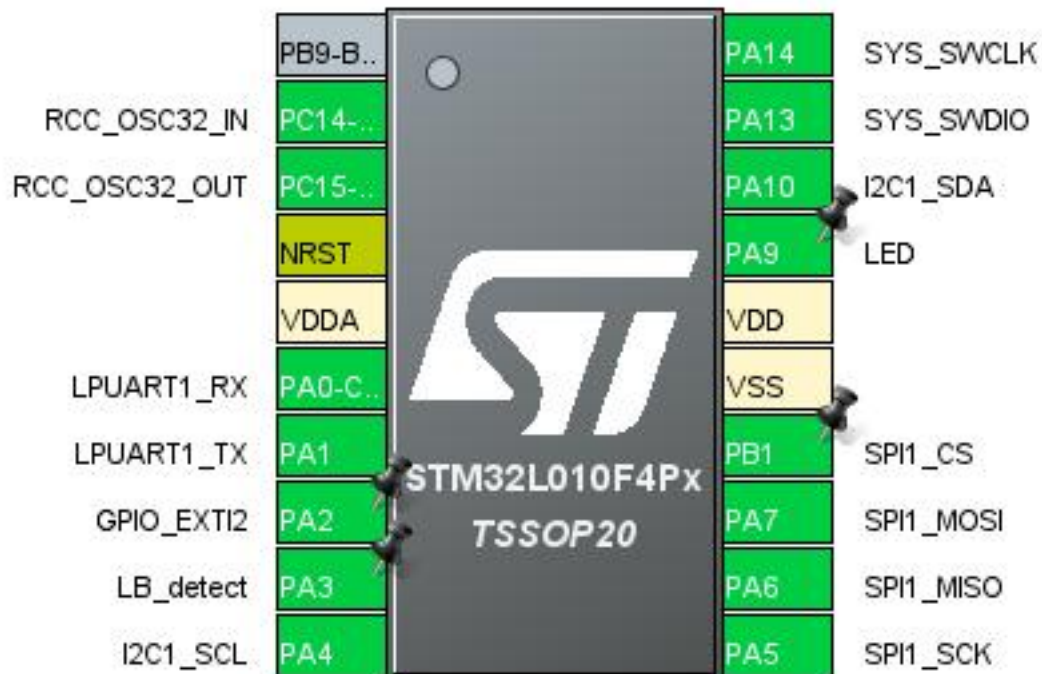 PB9-B..
RCC_OSC32_IN PC14-..
RCC_OSC32_OUT PC15-..
NRST
VDDA
LPUART1_RX PA0-C..
LPUART1_TX PA1
GPIO_EXTI2 PA2
LB_detect PA3
I2C1_SCL PA4
STM32L010F4Px
TSSOP20
PA14 SYS_SWCLK
PA13 SYS_SWDIO
PA10 I2C1_SDA
PA9 LED
VDD
VSS
PB1 SPI1_CS
PA7 SPI1_MOSI
PA6 SPI1_MISO
PA5 SPI1_SCK